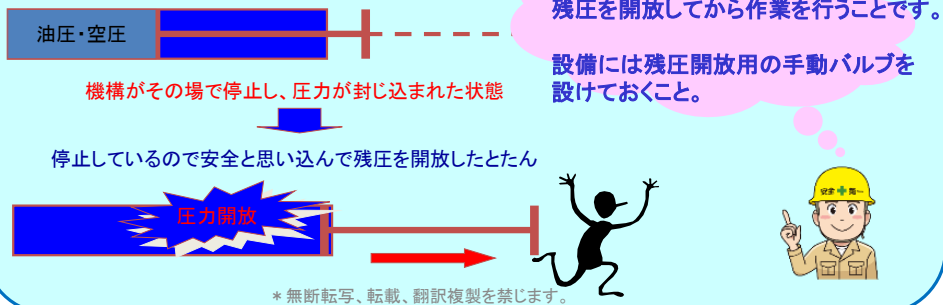 残圧を開放してから作業を行うことです。
油圧・空圧
設備には残圧開放用の手動バルブを
設けておくこと。
機構がその場で停止し、圧力が封じ込まれた状態
停止しているので安全と思い込んで残圧を開放したとたん
圧力開放
安全第一
*無断転写、転載、翻訳複製を禁じます。